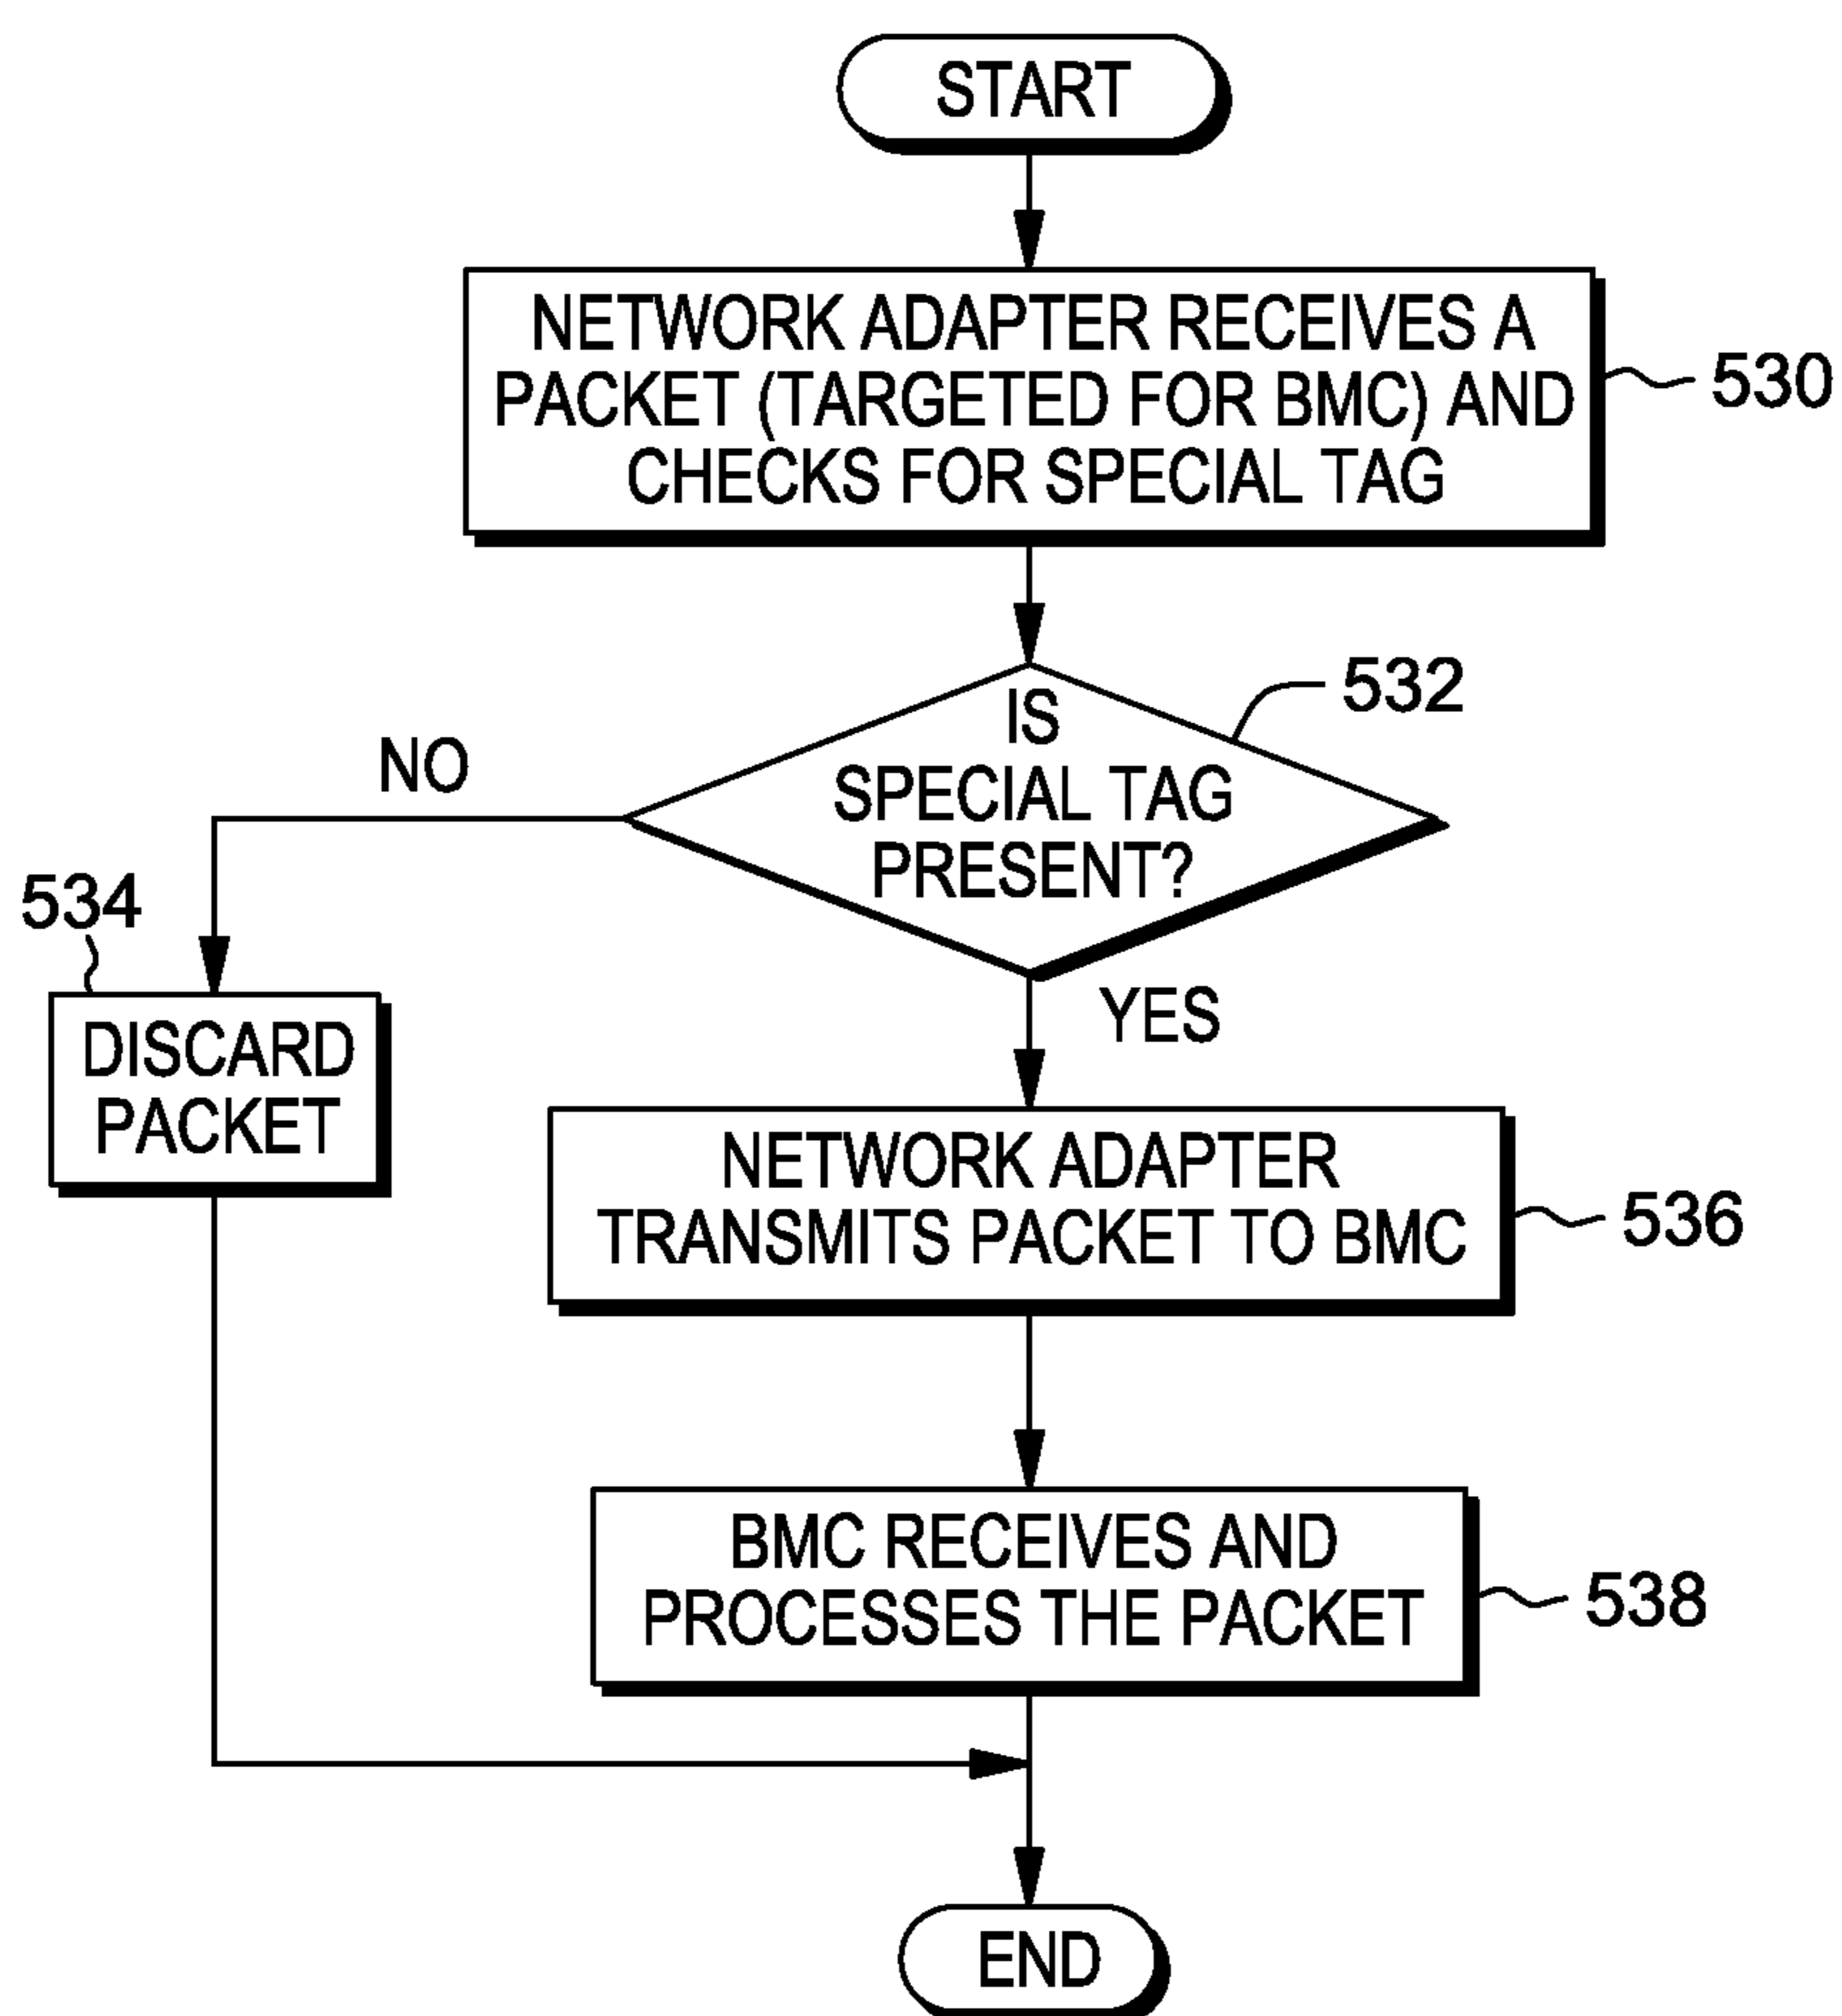 START
NETWORK ADAPTER RECEIVES A
PACKET (TARGETED FOR BMC) AND
CHECKS FOR SPECIAL TAG
530
IS
SPECIAL TAG
PRESENT?
532
NO
534
DISCARD
PACKET
YES
NETWORK ADAPTER
TRANSMITS PACKET TO BMC
536
BMC RECEIVES AND
PROCESSES THE PACKET
538
END